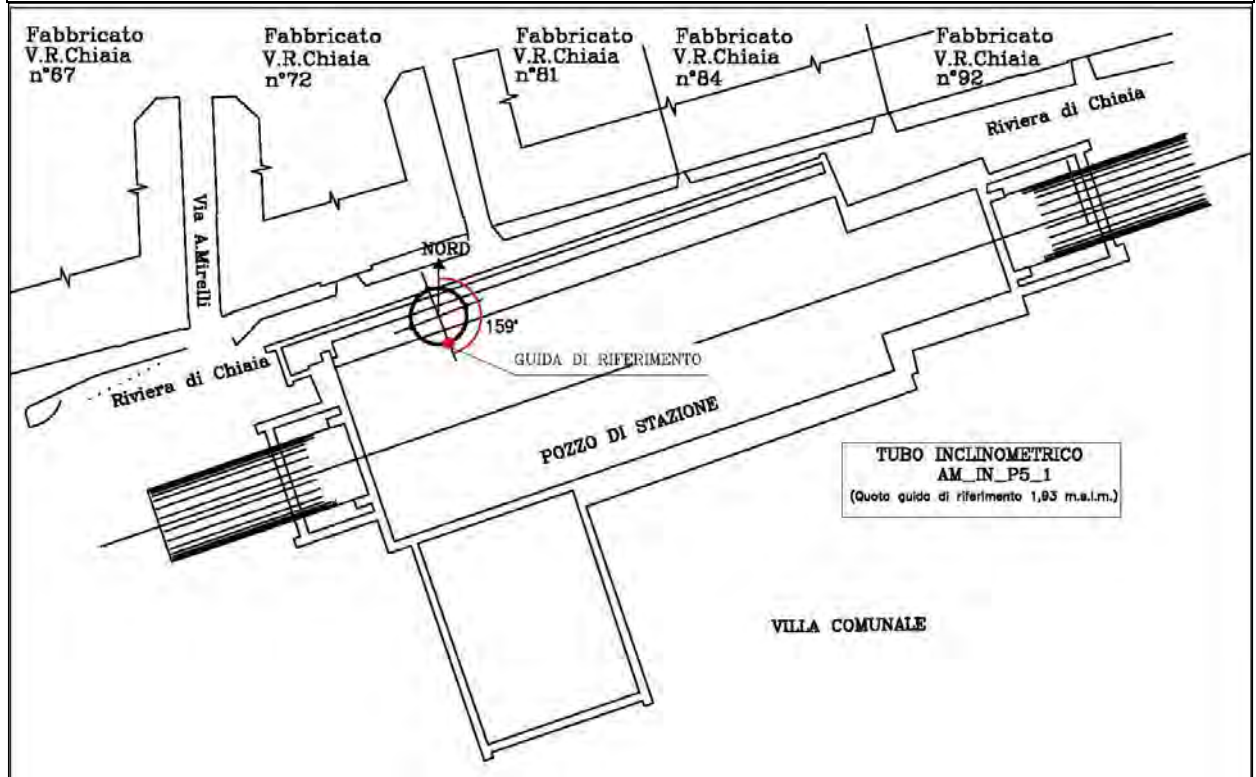 Fabbricato
V.R.Chiaia
n°67
Fabbricato
V.R.Chiaia
n°72
Fabbricato
V.R.Chiaia
n°81
Fabbricato
V.R.Chiaia
n°84
Fabbricato
V.R.Chiaia
n°92
Riviera di Chiaia
Via A.Mirelli
NORD
159°
GUIDA DI RIFERIMENTO
Riviera di Chiaia
POZZO DI STAZIONE
TUBO INCLINOMETRICO
AM_IN_P5_1
(Quota guida di riferimento 1,93 m.s.l.m.)
VILLA COMUNALE